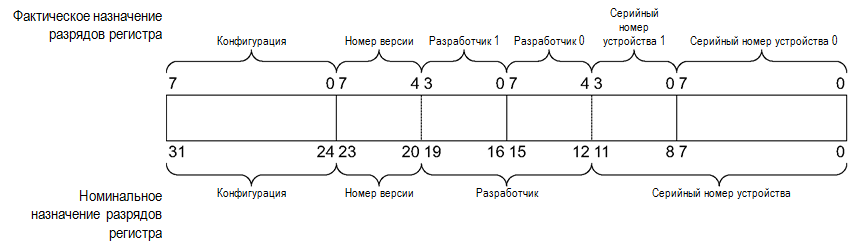 Фактическое назначение
разрядов регистра
Конфигурация
Номер версии
Разработчик 1
Разработчик 0
Серийный
номер
устройства 1
Серийный номер устройства 0
7 0 7 4 3 0 7 4 3 0 7 0
31 24 23 20 19 16 15 12 11 8 7 0
Номинальное
назначение разрядов
регистра
Конфигурация
Номер версии
Разработчик
Серийный номер устройства